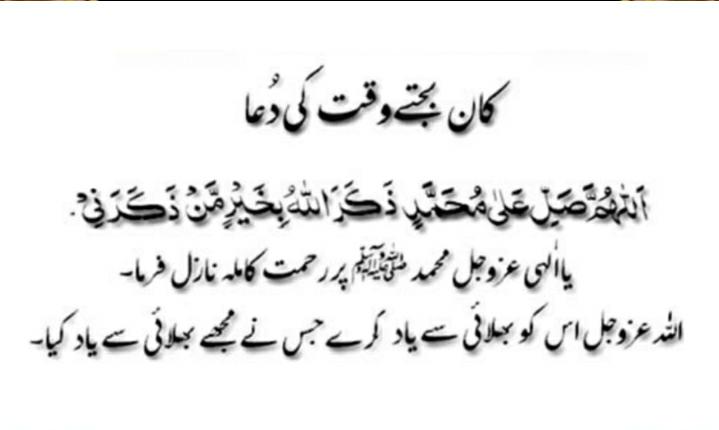 کان بجتے وقت کی دُعا
اَللّٰهُمَّ صَلِّ عَلٰی مُحَمَّدٍ ذَکَرَ اللهُ بِخَیْرٍ مَّنْ ذَکَرَنِیْ.
یاالٰہی عزوجل محمد ﷺ پر رحمت کاملہ نازل فرما۔
اللہ عزوجل اس کو بھلائی سے یاد کرے جس نے مجھے بھلائی سے یاد کیا۔